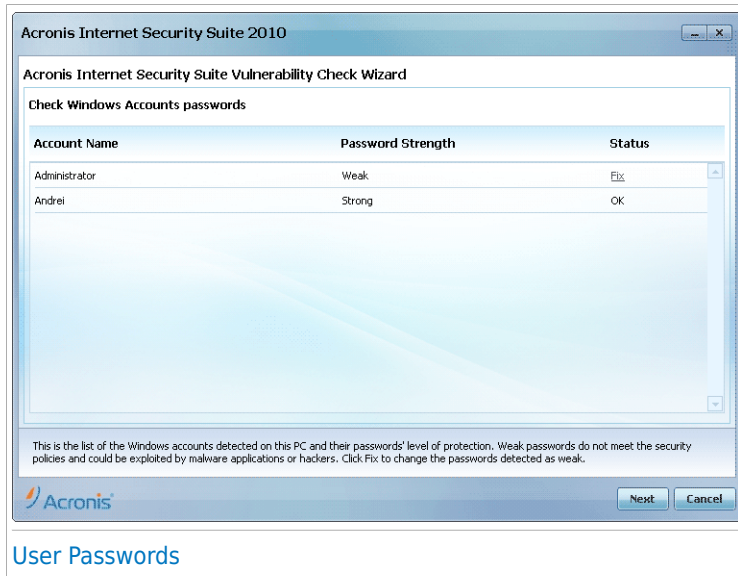 Acronis Internet Security Suite 2010
Acronis Internet Security Suite Vulnerability Check Wizard
Check Windows Accounts passwords
Account Name Password Strength Status
Administrator Weak Fix
Andrei Strong OK
This is the list of the Windows accounts detected on this PC and their passwords' level of protection. Weak passwords do not meet the security
policies and could be exploited by malware applications or hackers. Click Fix to change the passwords detected as weak.
Acronis Next Cancel
User Passwords